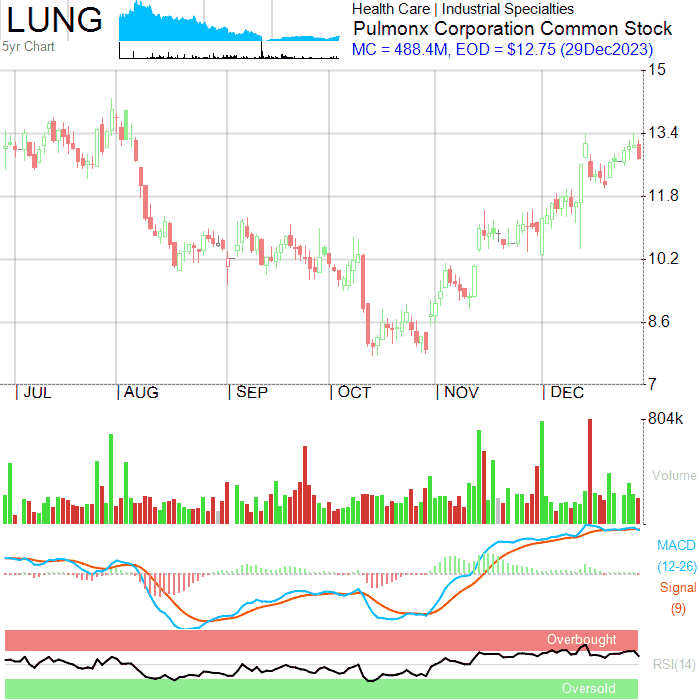 LUNG
5yr Chart
Health Care | Industrial Specialties
Pulmonx Corporation Common Stock
MC = 488.4M, EOD = $12.75 (29Dec2023)
15
13.4
11.8
10.2
8.6
7
JUL AUG SEP OCT NOV DEC
804k
Volume
MACD
(12-26)
Signal
(9)
Overbought
RSI(14)
Oversold